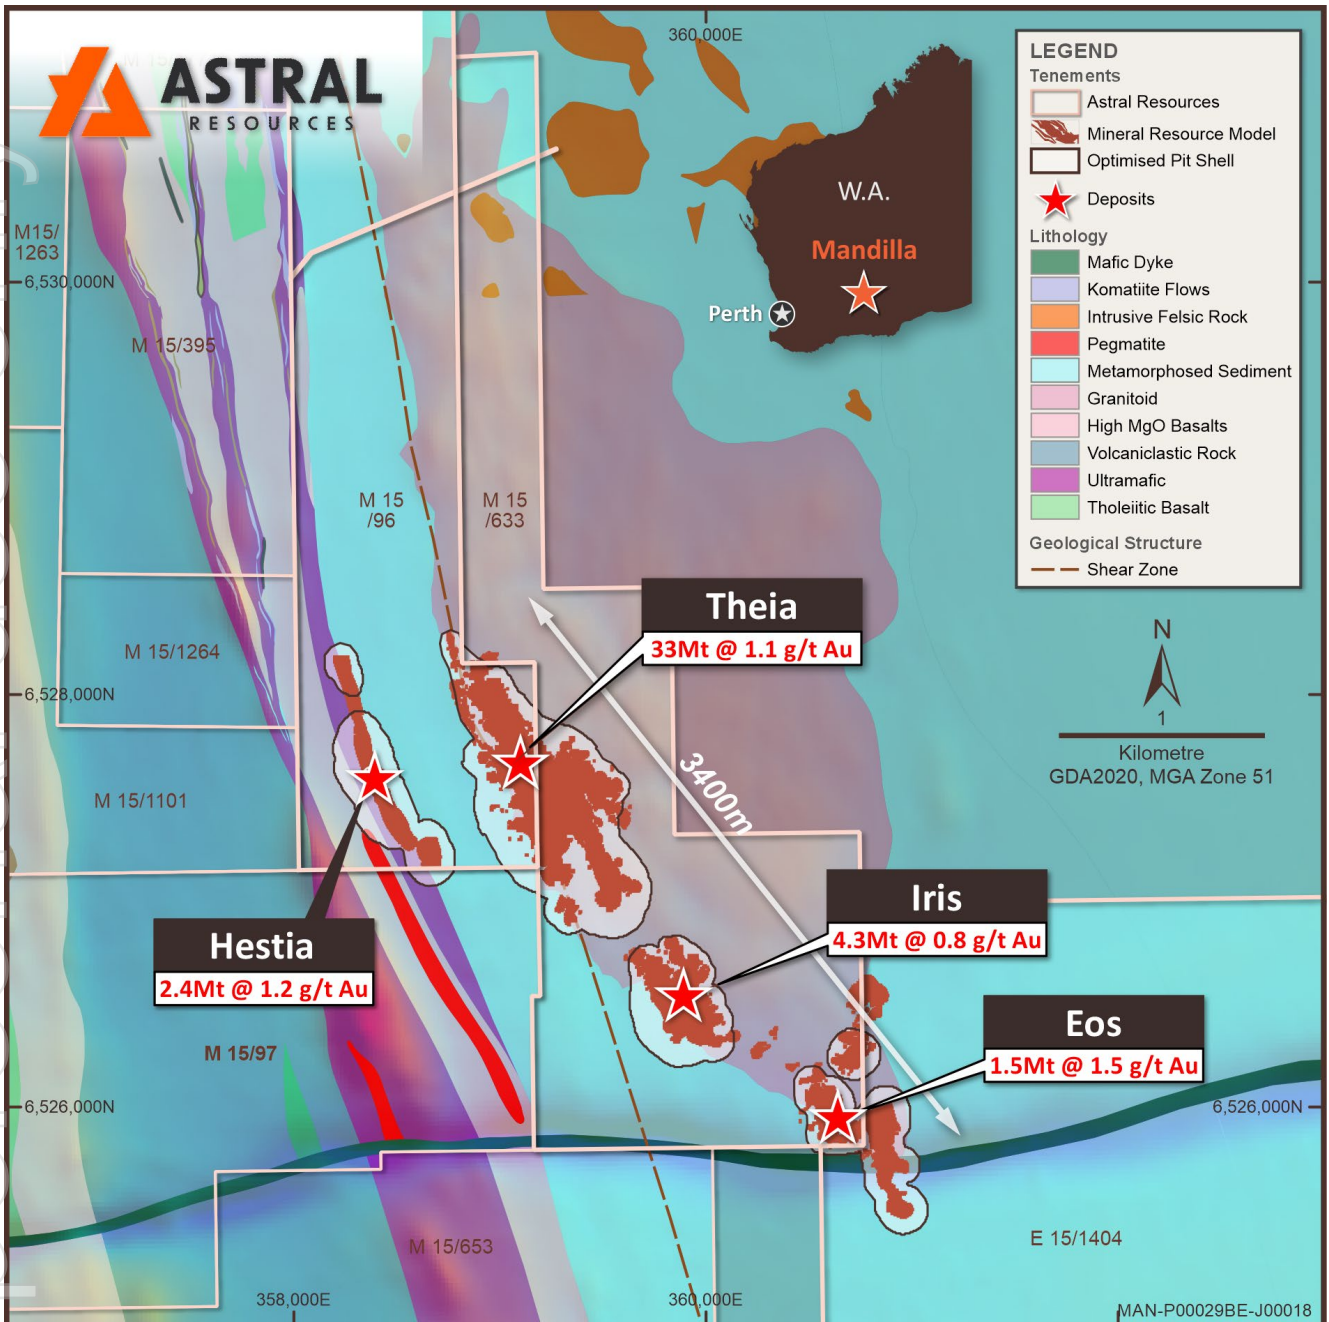 ASTRAL
RESOURCES
360,000E
LEGEND
Tenements
Astral Resources
Mineral Resource Model
Optimised Pit Shell
Deposits
Lithology
Mafic Dyke
Komatiite Flows
Intrusive Felsic Rock
Pegmatite
Metamorphosed Sediment
Granitoid
High MgO Basalts
Volcaniclastic Rock
Ultramafic
Tholeiitic Basalt
Geological Structure
Shear Zone
W.A.
Mandilla
Perth
M15/
1263
6,530,000N
M 15/395
M 15
/96
M 15
/633
Theia
33Mt @ 1.1 g/t Au
N
1
Kilometre
GDA2020, MGA Zone 51
M 15/1264
6,528,000N
3400m
M 15/1101
Iris
4.3Mt @ 0.8 g/t Au
Hestia
2.4Mt @ 1.2 g/t Au
Eos
1.5Mt @ 1.5 g/t Au
M 15/97
6,526,000N
6,526,000N
M 15/653
E 15/1404
358,000E
360,000E
MAN-P00029BE-J00018